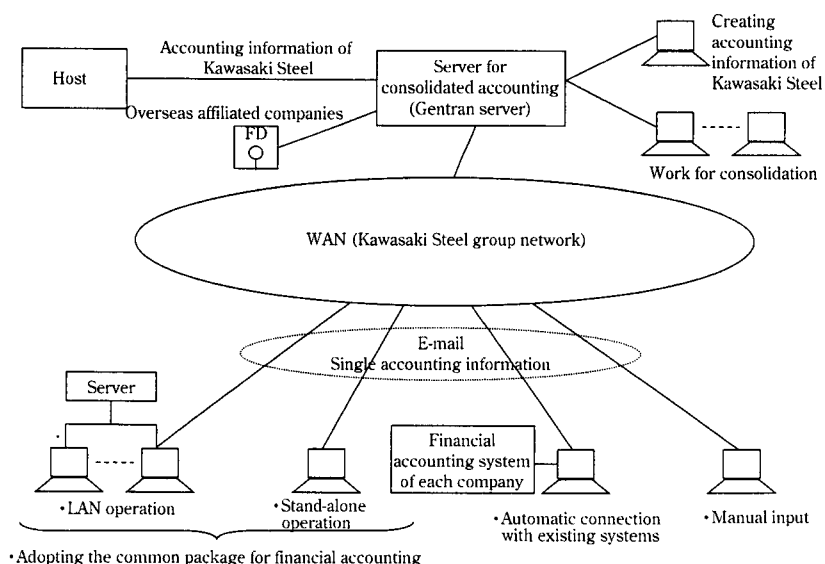 Host
Accounting information of
Kawasaki Steel
Server for
consolidated accounting
(Gentran server)
Creating
accounting
information of
Kawasaki Steel
Overseas affiliated companies
FD
Work for consolidation
WAN (Kawasaki Steel group network)
E-mail
Single accounting information
Server
Financial
accounting system
of each company
・LAN operation
・Stand-alone
operation
・Automatic connection
with existing systems
・Manual input
・Adopting the common package for financial accounting